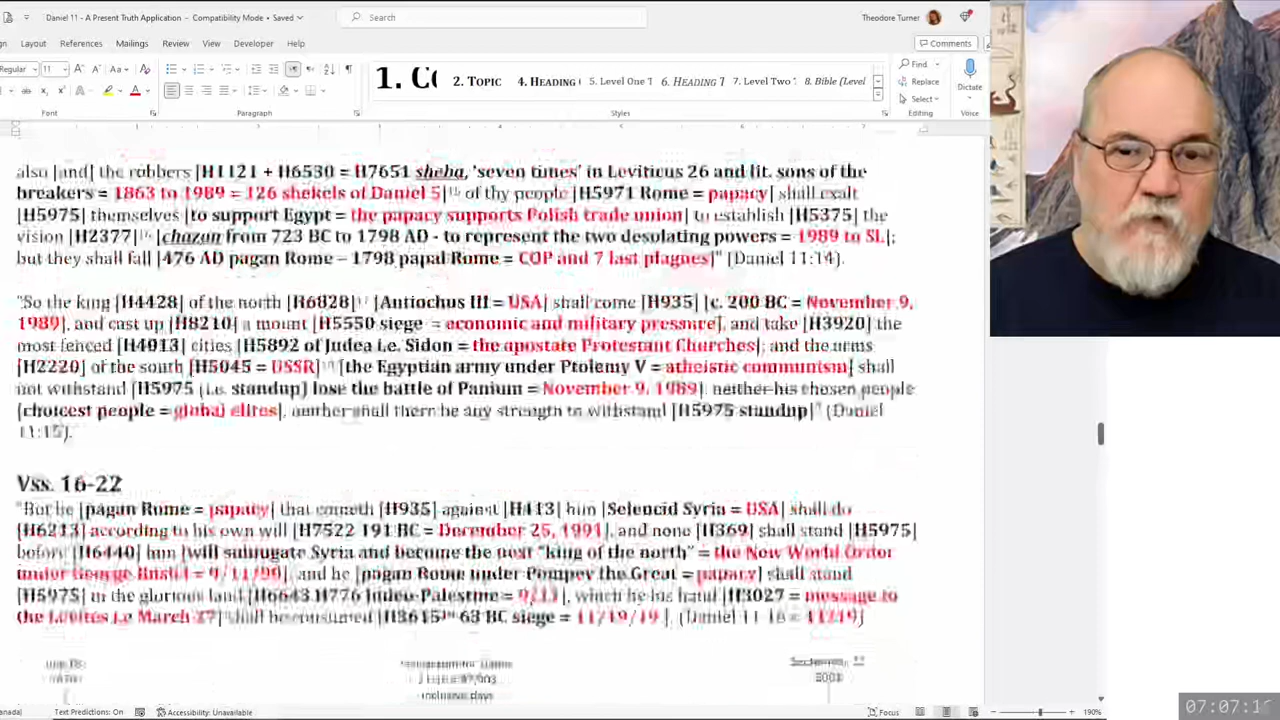 Daniel 11 - A Present Truth Application - Compatibility Mode • Saved
Search
Theodore Turner
Layout References Mailings Review View Developer Help
Comments
Regular 11
1. Co 2. TOPIC 4. HEADING 5. Level One T 6. HEADING T 7. Level Two 8. Bible (Level
Find
Replace
Select
Dictate
Font Styles Editing Voice
also [and] the robbers [H1121 + H6530 = H7651 sheba, 'seven times' in Leviticus 26 and lit. sons of the
breakers = 1863 to 1989 = 126 shekels of Daniel 5] of thy people [H5971 Rome = papacy] shall exalt
[H5975] themselves [to support Egypt = the papacy supports Polish trade union] to establish [H5375] the
vision [H2377] [chazan from 723 BC to 1798 AD - to represent the two desolating powers = 1989 to SL];
but they shall fall [476 AD pagan Rome – 1798 papal Rome = COP and 7 last plagues]" (Daniel 11:14).
"So the king [H4428] of the north [H6828] [Antiochus III = USA] shall come [H935] [c. 200 BC = November 9,
1989], and cast up [H8210] a mount [H5550 siege = economic and military pressure], and take [H3920] the
most fenced [H4013] cities [H5892 of Judea i.e. Sidon = the apostate Protestant Churches]; and the arms
[H2220] of the south [H5045 = USSR] [the Egyptian army under Ptolemy V = atheistic communism] shall
not withstand [H5975 (i.e. standup) lose the battle of Panium = November 9, 1989], neither his chosen people
[choicest people = global elites], neither shall there be any strength to withstand [H5975 standup]" (Daniel
11:15).
Vss. 16-22
"But he [pagan Rome = papacy] that cometh [H935] against [H413] him [Seleucid Syria = USA] shall do
[H6213] according to his own will [H7522 191 BC = December 25, 1991], and none [H369] shall stand [H5975]
before [H6440] him [will subjugate Syria and become the next "king of the north" = the New World Order
under George Bush I = 9/11/90], and he [pagan Rome under Pompey the Great = papacy] shall stand
[H5975] in the glorious land [H6643 H776 Judeo-Palestine = 9/11], which he his hand [H3027 = message to
the Levites i.e March 27] shall be consumed [H3615 63 BC siege = 11/19/19]. (Daniel 11:16 = 11/19)]
inclusive days
Text Predictions: On Accessibility: Unavailable
Focus
190%